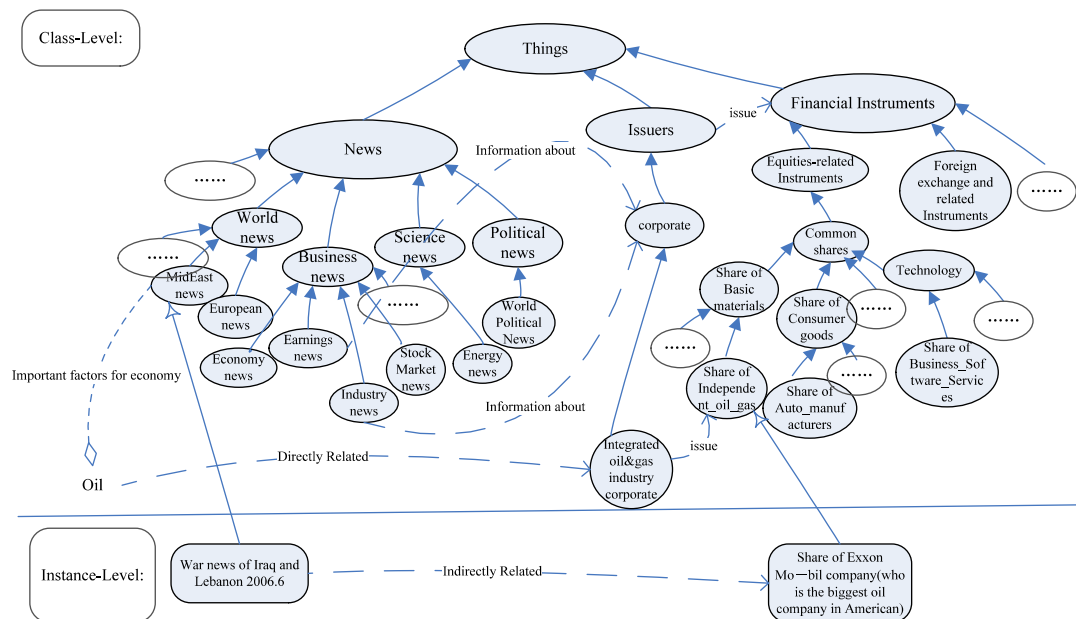 Class-Level:
Things
Financial Instruments
issue
Issuers
News
Information about
Equities-related
Instruments
Foreign
exchange and
related
Instruments
······
······
World
news
Science
news
Political
news
corporate
Common
shares
······
Business
news
MidEast
news
Technology
Share of
Basic
materials
European
news
······
······
World
Political
News
Share of
Consumer
goods
······
Earnings
news
Economy
news
Stock
Market
news
Energy
news
······
Share of
Business_Sof
tware_Servic
es
Important factors for economy
Industry
news
Share of
Independe
nt_oil_gas
······
Share of
Auto_manuf
acturers
Information about
Integrated
oil&gas
industry
corporate
issue
Directly Related
Oil
Instance-Level:
War news of Iraq and
Lebanon 2006.6
Indirectly Related
Share of Exxon
Mo—bil company(who
is the biggest oil
company in American)